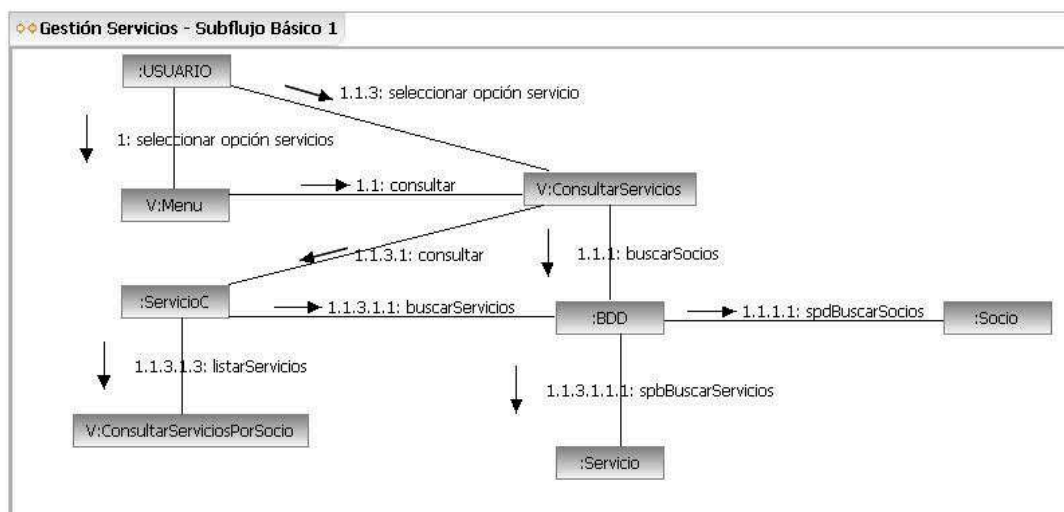 Gestión Servicios - Subflujo Básico 1
:USUARIO
1.1.3: seleccionar opción servicio
1: seleccionar opción servicios
1.1: consultar
V:ConsultarServicios
V:Menu
1.1.3.1: consultar
1.1.1: buscarSocios
:ServicioC
1.1.3.1.1: buscarServicios
:BDD
1.1.1.1: spdBuscarSocios
:Socio
1.1.3.1.3: listarServicios
1.1.3.1.1.1: spbBuscarServicios
V:ConsultarServiciosPorSocio
:Servicio